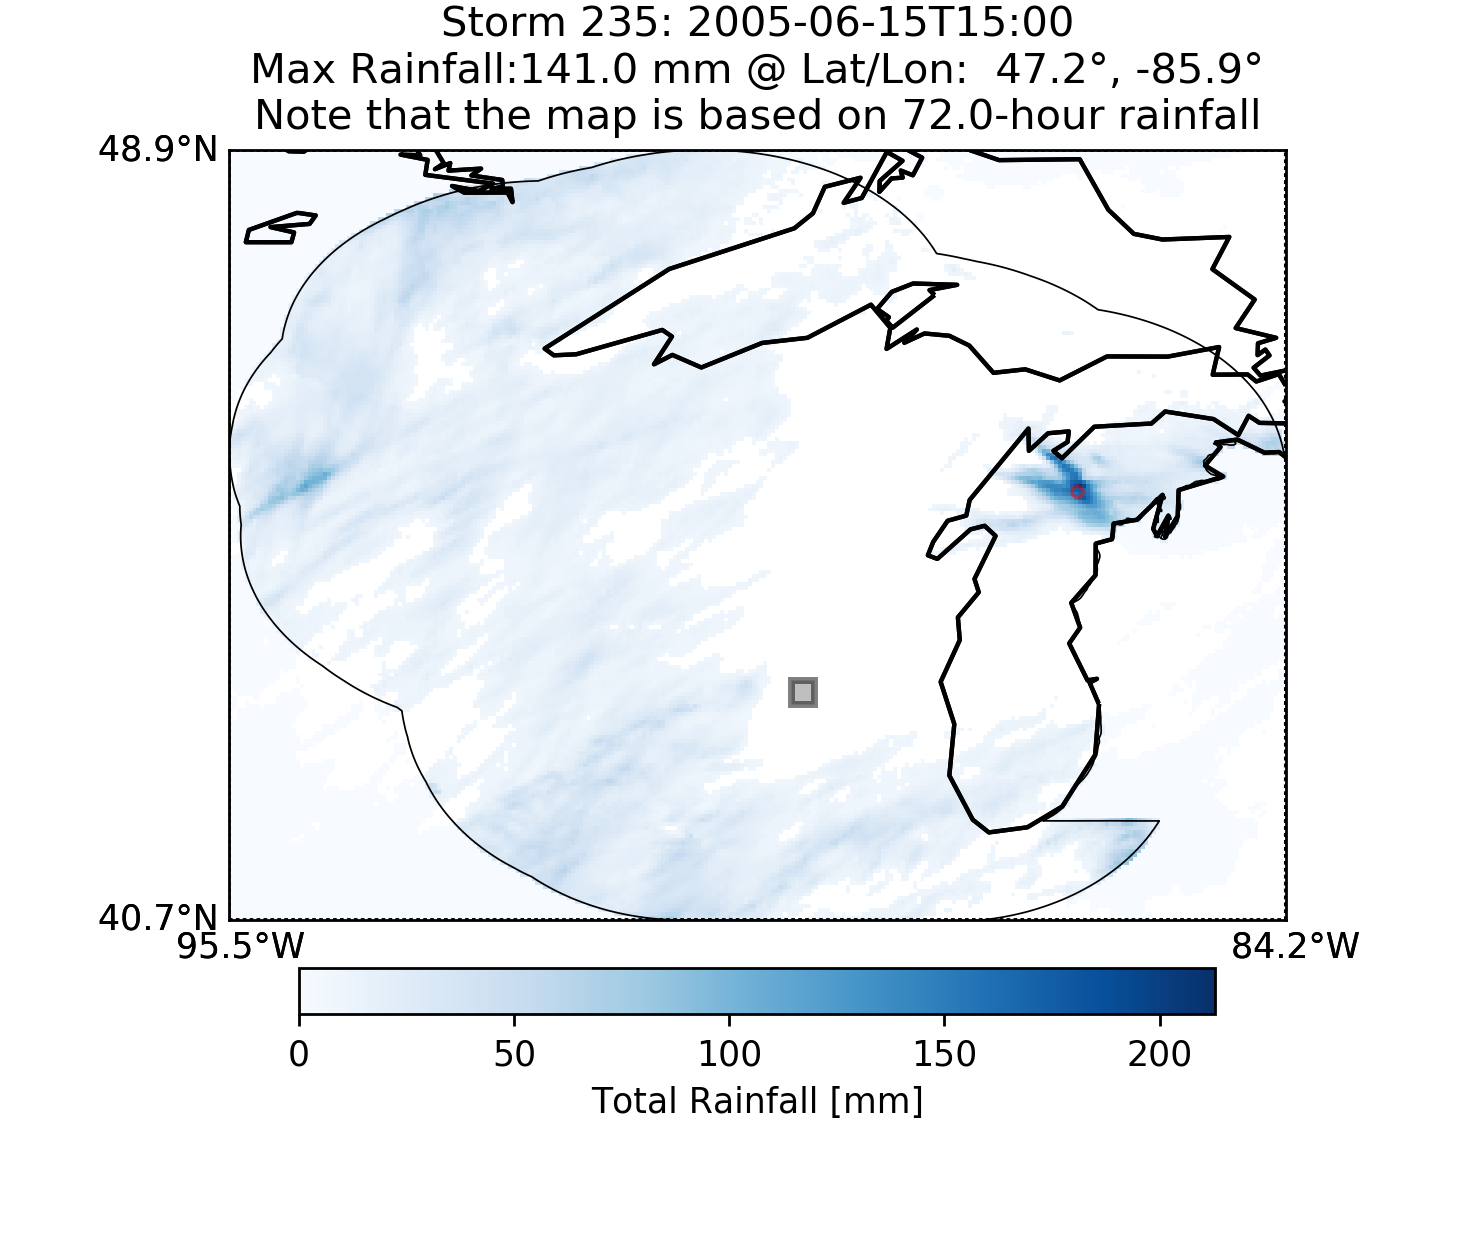 Storm 235: 2005-06-15T15:00
Max Rainfall:141.0 mm @ Lat/Lon:  47.2°, -85.9°
Note that the map is based on 72.0-hour rainfall
48.9°N
40.7°N
95.5°W 84.2°W
0 50 100 150 200
Total Rainfall [mm]